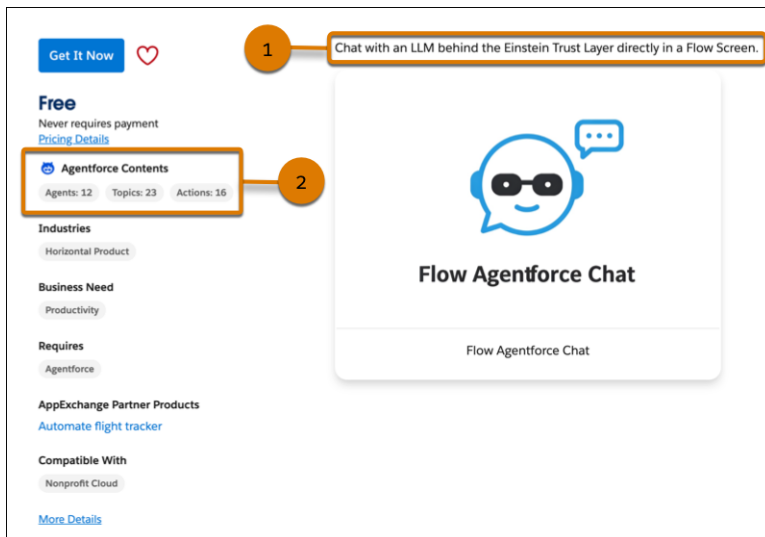 Get It Now
1
Chat with an LLM behind the Einstein Trust Layer directly in a Flow Screen.
Free
Never requires payment
Pricing Details
Agentforce Contents
Agents: 12 Topics: 23 Actions: 16
2
Industries
Horizontal Product
Business Need
Productivity
Requires
Agentforce
AppExchange Partner Products
Automate flight tracker
Compatible With
Nonprofit Cloud
More Details
Flow Agentforce Chat
Flow Agentforce Chat